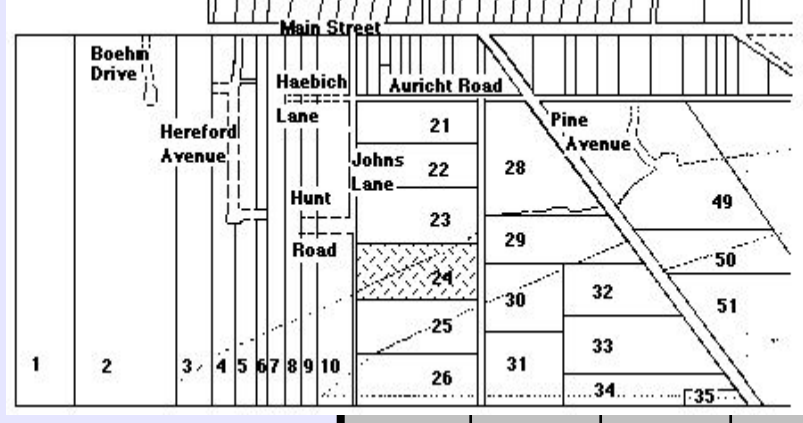 Main Street
Boehm
Drive
Haebich
Lane
Auricht Road
Hereford
Avenue
Pine
Avenue
21
Johns
Lane
22
28
Hunt
Road
23
49
29
24
50
30
32
51
25
33
1
2
3
4
5
6
7
8
9
10
26
31
34
35